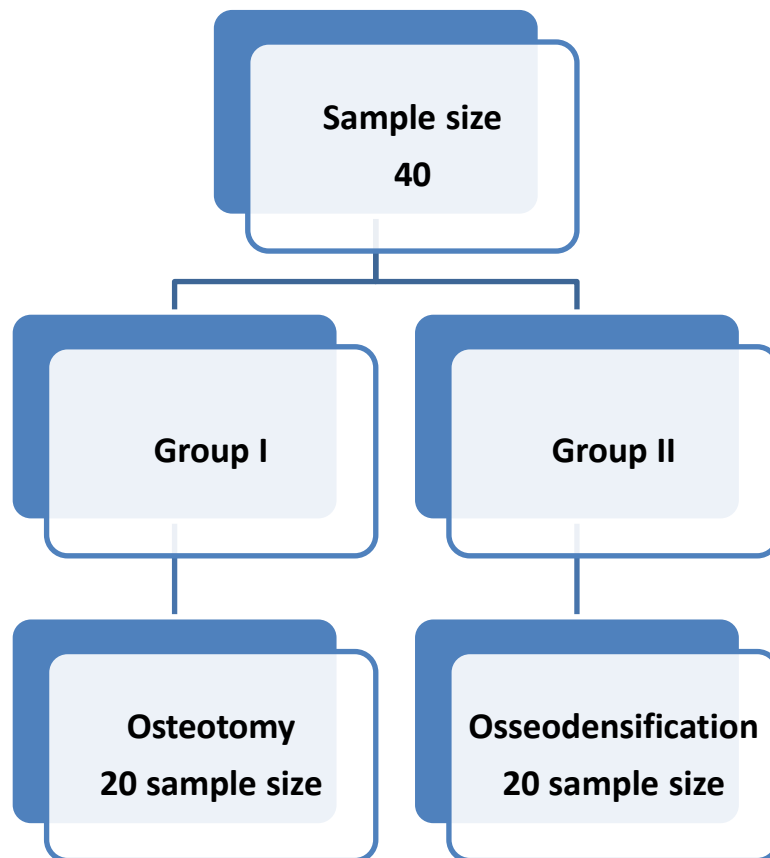 Sample size
40
Group I
Group II
Osteotomy
20 sample size
Osseodensification
20 sample size